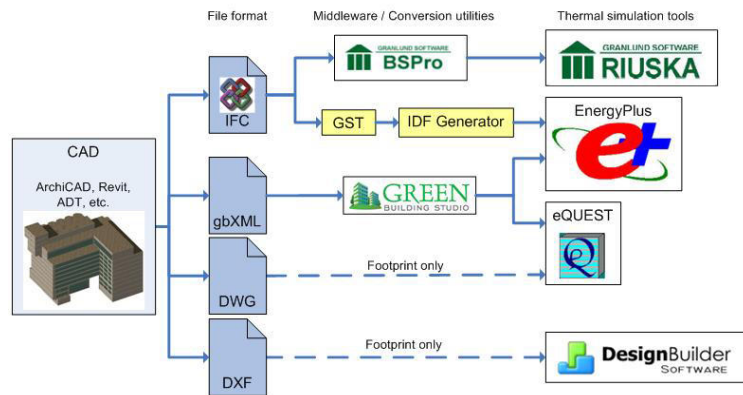 File format
Middleware / Conversion utilities
Thermal simulation tools
GRANLUND SOFTWARE
BSPro
GRANLUND SOFTWARE
RIUSKA
IFC
GST
IDF Generator
EnergyPlus
e+
CAD
ArchiCAD, Revit,
ADT, etc.
gbXML
GREEN
BUILDING STUDIO
eQUEST
Q
DWG
Footprint only
DXF
Footprint only
DesignBuilder
SOFTWARE